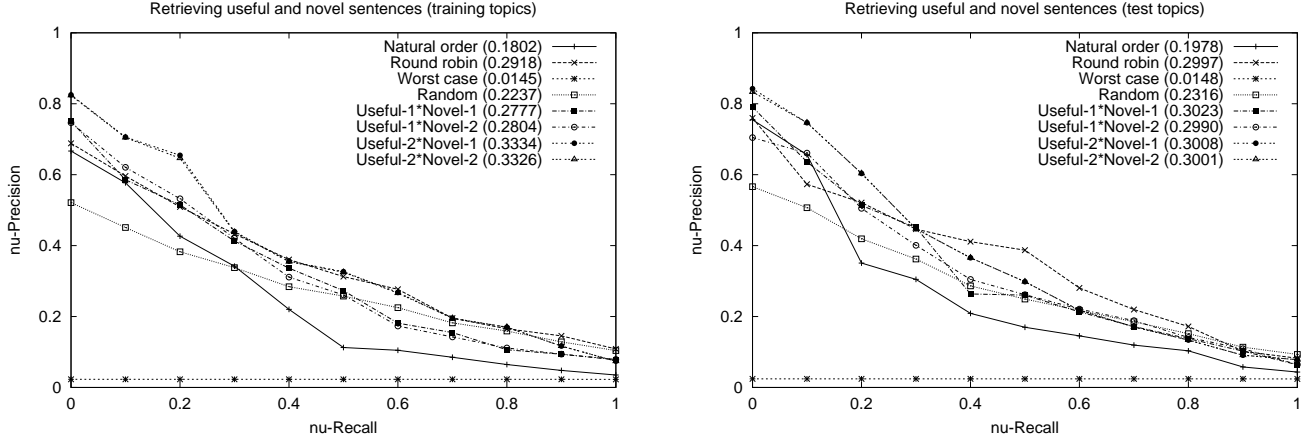 Retrieving useful and novel sentences (training topics)
1
0.8
0.6
0.4
0.2
0
nu-Precision
Natural order (0.1802)
Round robin (0.2918)
Worst case (0.0145)
Random (0.2237)
Useful-1*Novel-1 (0.2777)
Useful-1*Novel-2 (0.2804)
Useful-2*Novel-1 (0.3334)
Useful-2*Novel-2 (0.3326)
0 0.2 0.4 0.6 0.8 1
nu-Recall
Retrieving useful and novel sentences (test topics)
1
0.8
0.6
0.4
0.2
0
nu-Precision
Natural order (0.1978)
Round robin (0.2997)
Worst case (0.0148)
Random (0.2316)
Useful-1*Novel-1 (0.3023)
Useful-1*Novel-2 (0.2990)
Useful-2*Novel-1 (0.3008)
Useful-2*Novel-2 (0.3001)
0 0.2 0.4 0.6 0.8 1
nu-Recall